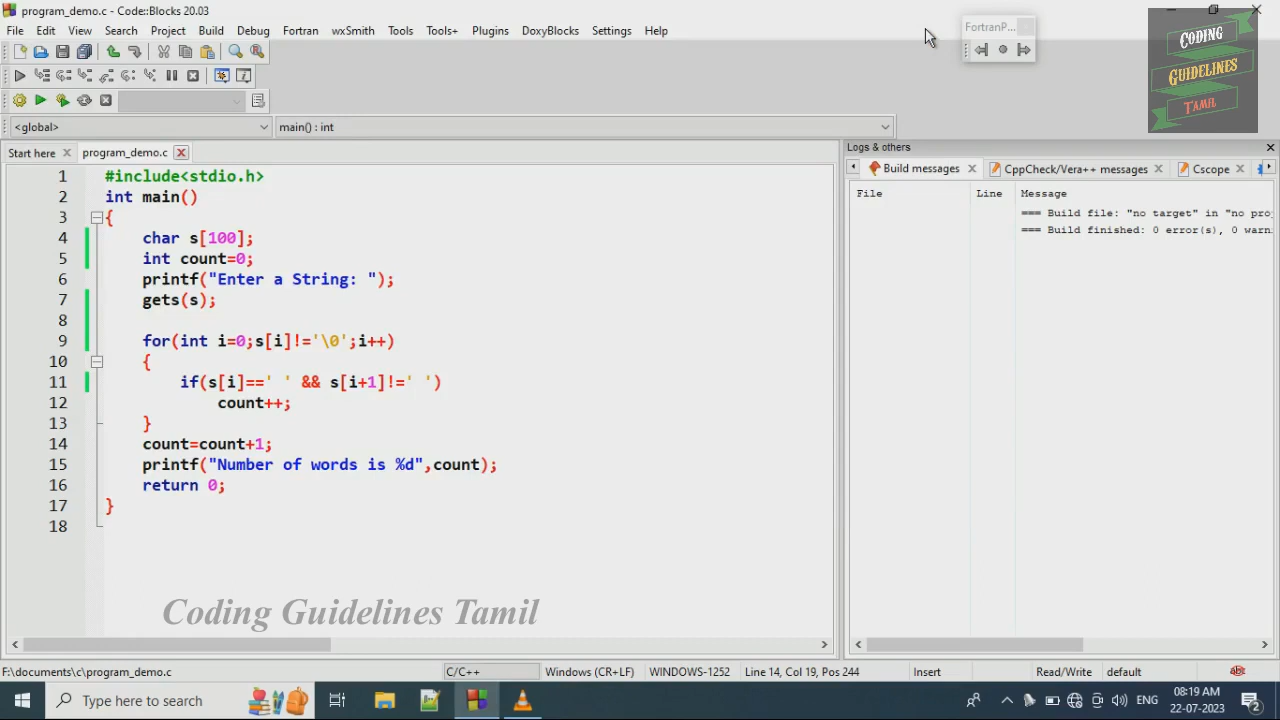 program_demo.c - Code::Blocks 20.03
File Edit View Search Project Build Debug Fortran wxSmith Tools Tools+ Plugins DoxyBlocks Settings Help
FortranP...
CODING
GUIDELINES
TAMIL
<global>
main() : int
Start here
program_demo.c
Logs & others
Build messages
CppCheck/Vera++ messages
Cscope
File Line Message
=== Build file: "no target" in "no proj
=== Build finished: 0 error(s), 0 warni
1 #include<stdio.h>
2 int main()
3 {
4 char s[100];
5 int count=0;
6 printf("Enter a String: ");
7 gets(s);
8
9 for(int i=0;s[i]!='\0';i++)
10 {
11 if(s[i]==' ' && s[i+1]!=' ')
12 count++;
13 }
14 count=count+1;
15 printf("Number of words is %d",count);
16 return 0;
17 }
18
Coding Guidelines Tamil
F:\documents\c\program_demo.c C/C++ Windows (CR+LF) WINDOWS-1252 Line 14, Col 19, Pos 244 Insert Read/Write default
Type here to search
ENG
08:19 AM
22-07-2023
2